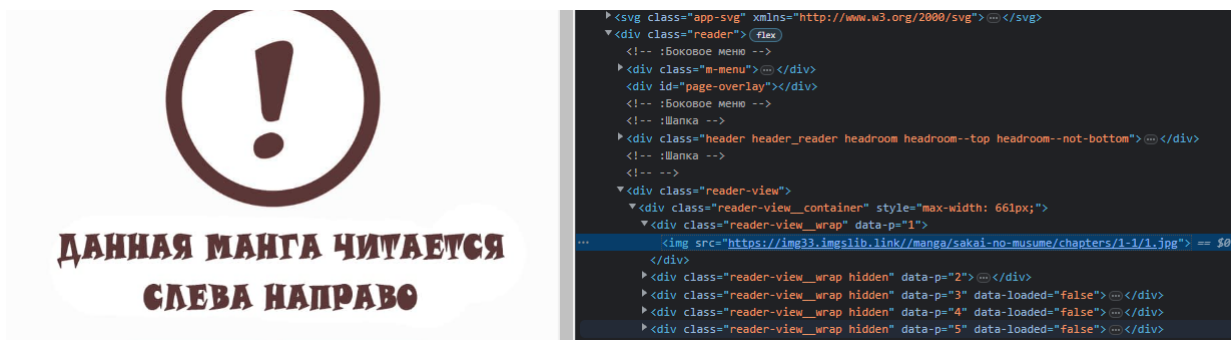 ДАННАЯ МАНГА ЧИТАЕТСЯ
СЛЕВА НАПРАВО
▶<svg class="app-svg" xmlns="http://www.w3.org/2000/svg">⋯</svg>
▼<div class="reader"> flex
<!-- :Боковое меню -->
▶<div class="m-menu">⋯</div>
<div id="page-overlay"></div>
<!-- :Боковое меню -->
<!-- :Шапка -->
▶<div class="header header_reader headroom headroom--top headroom--not-bottom">⋯</div>
<!-- :Шапка -->
<!-- -->
▼<div class="reader-view">
▼<div class="reader-view__container" style="max-width: 661px;">
▼<div class="reader-view__wrap" data-p="1">
⋯ <img src="https://img33.imgslib.link//manga/sakai-no-musume/chapters/1-1/1.jpg"> == $0
</div>
▶<div class="reader-view__wrap hidden" data-p="2">⋯</div>
▶<div class="reader-view__wrap hidden" data-p="3" data-loaded="false">⋯</div>
▶<div class="reader-view__wrap hidden" data-p="4" data-loaded="false">⋯</div>
▶<div class="reader-view__wrap hidden" data-p="5" data-loaded="false">⋯</div>